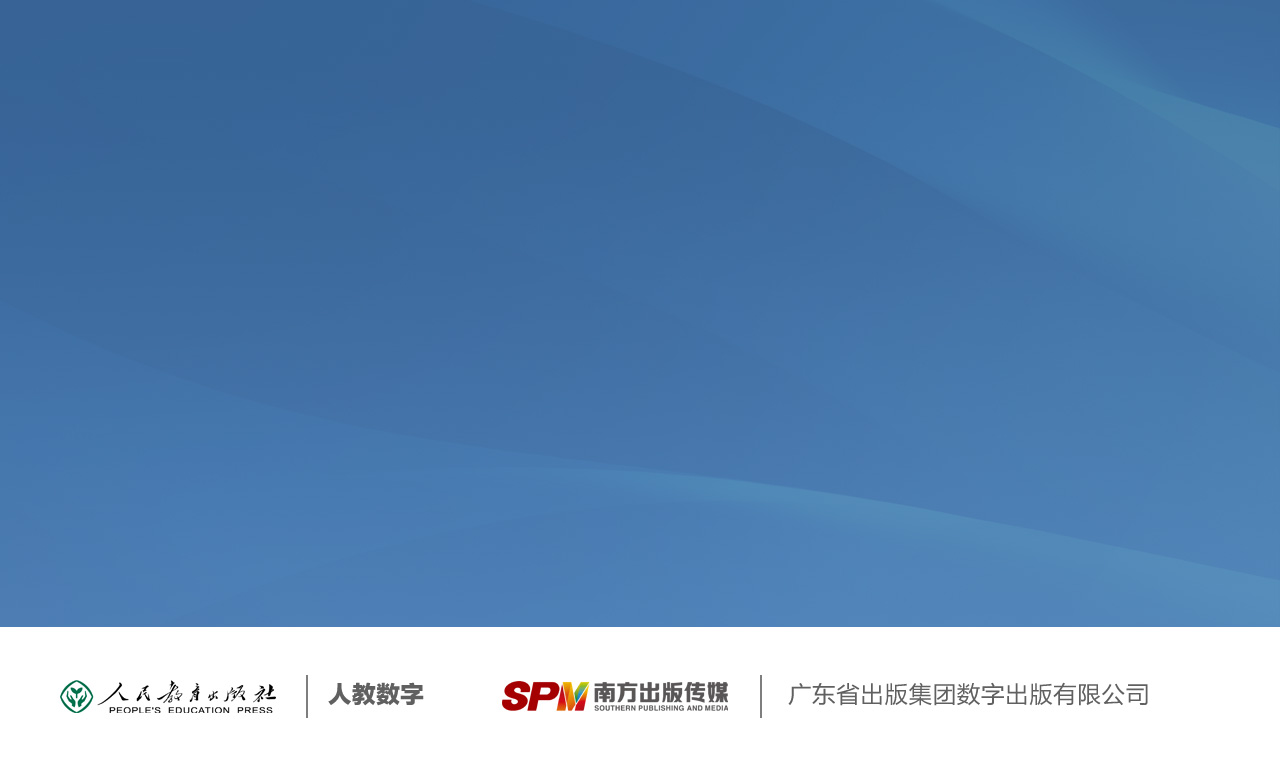 人民教育出版社
PEOPLE'S EDUCATION PRESS
人教数字
SPM 南方出版传媒
SOUTHERN PUBLISHING AND MEDIA
广东省出版集团数字出版有限公司